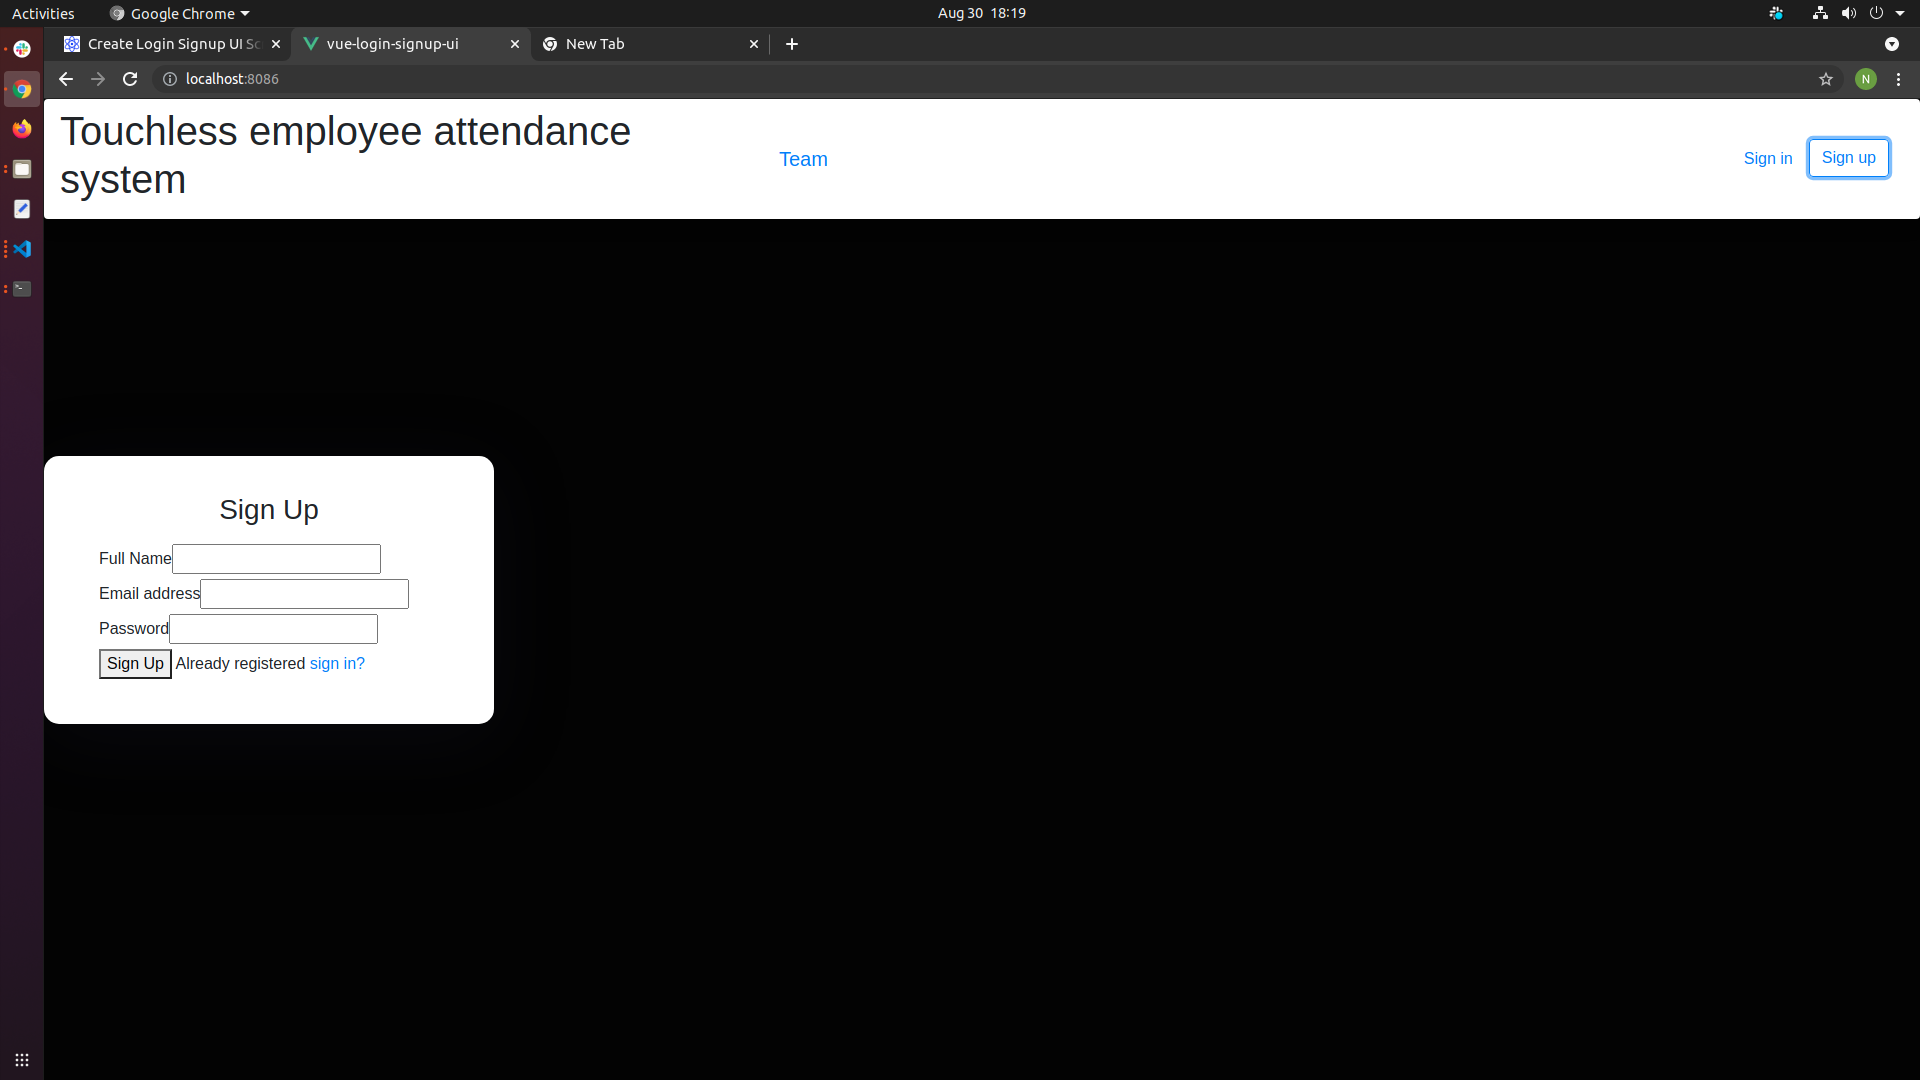 Activities
Google Chrome
Aug 30 18:19
Create Login Signup UI Sc
vue-login-signup-ui
New Tab
localhost:8086
N
Touchless employee attendance
system
Team
Sign in
Sign up
Sign Up
Full Name
Email address
Password
Sign Up Already registered sign in?